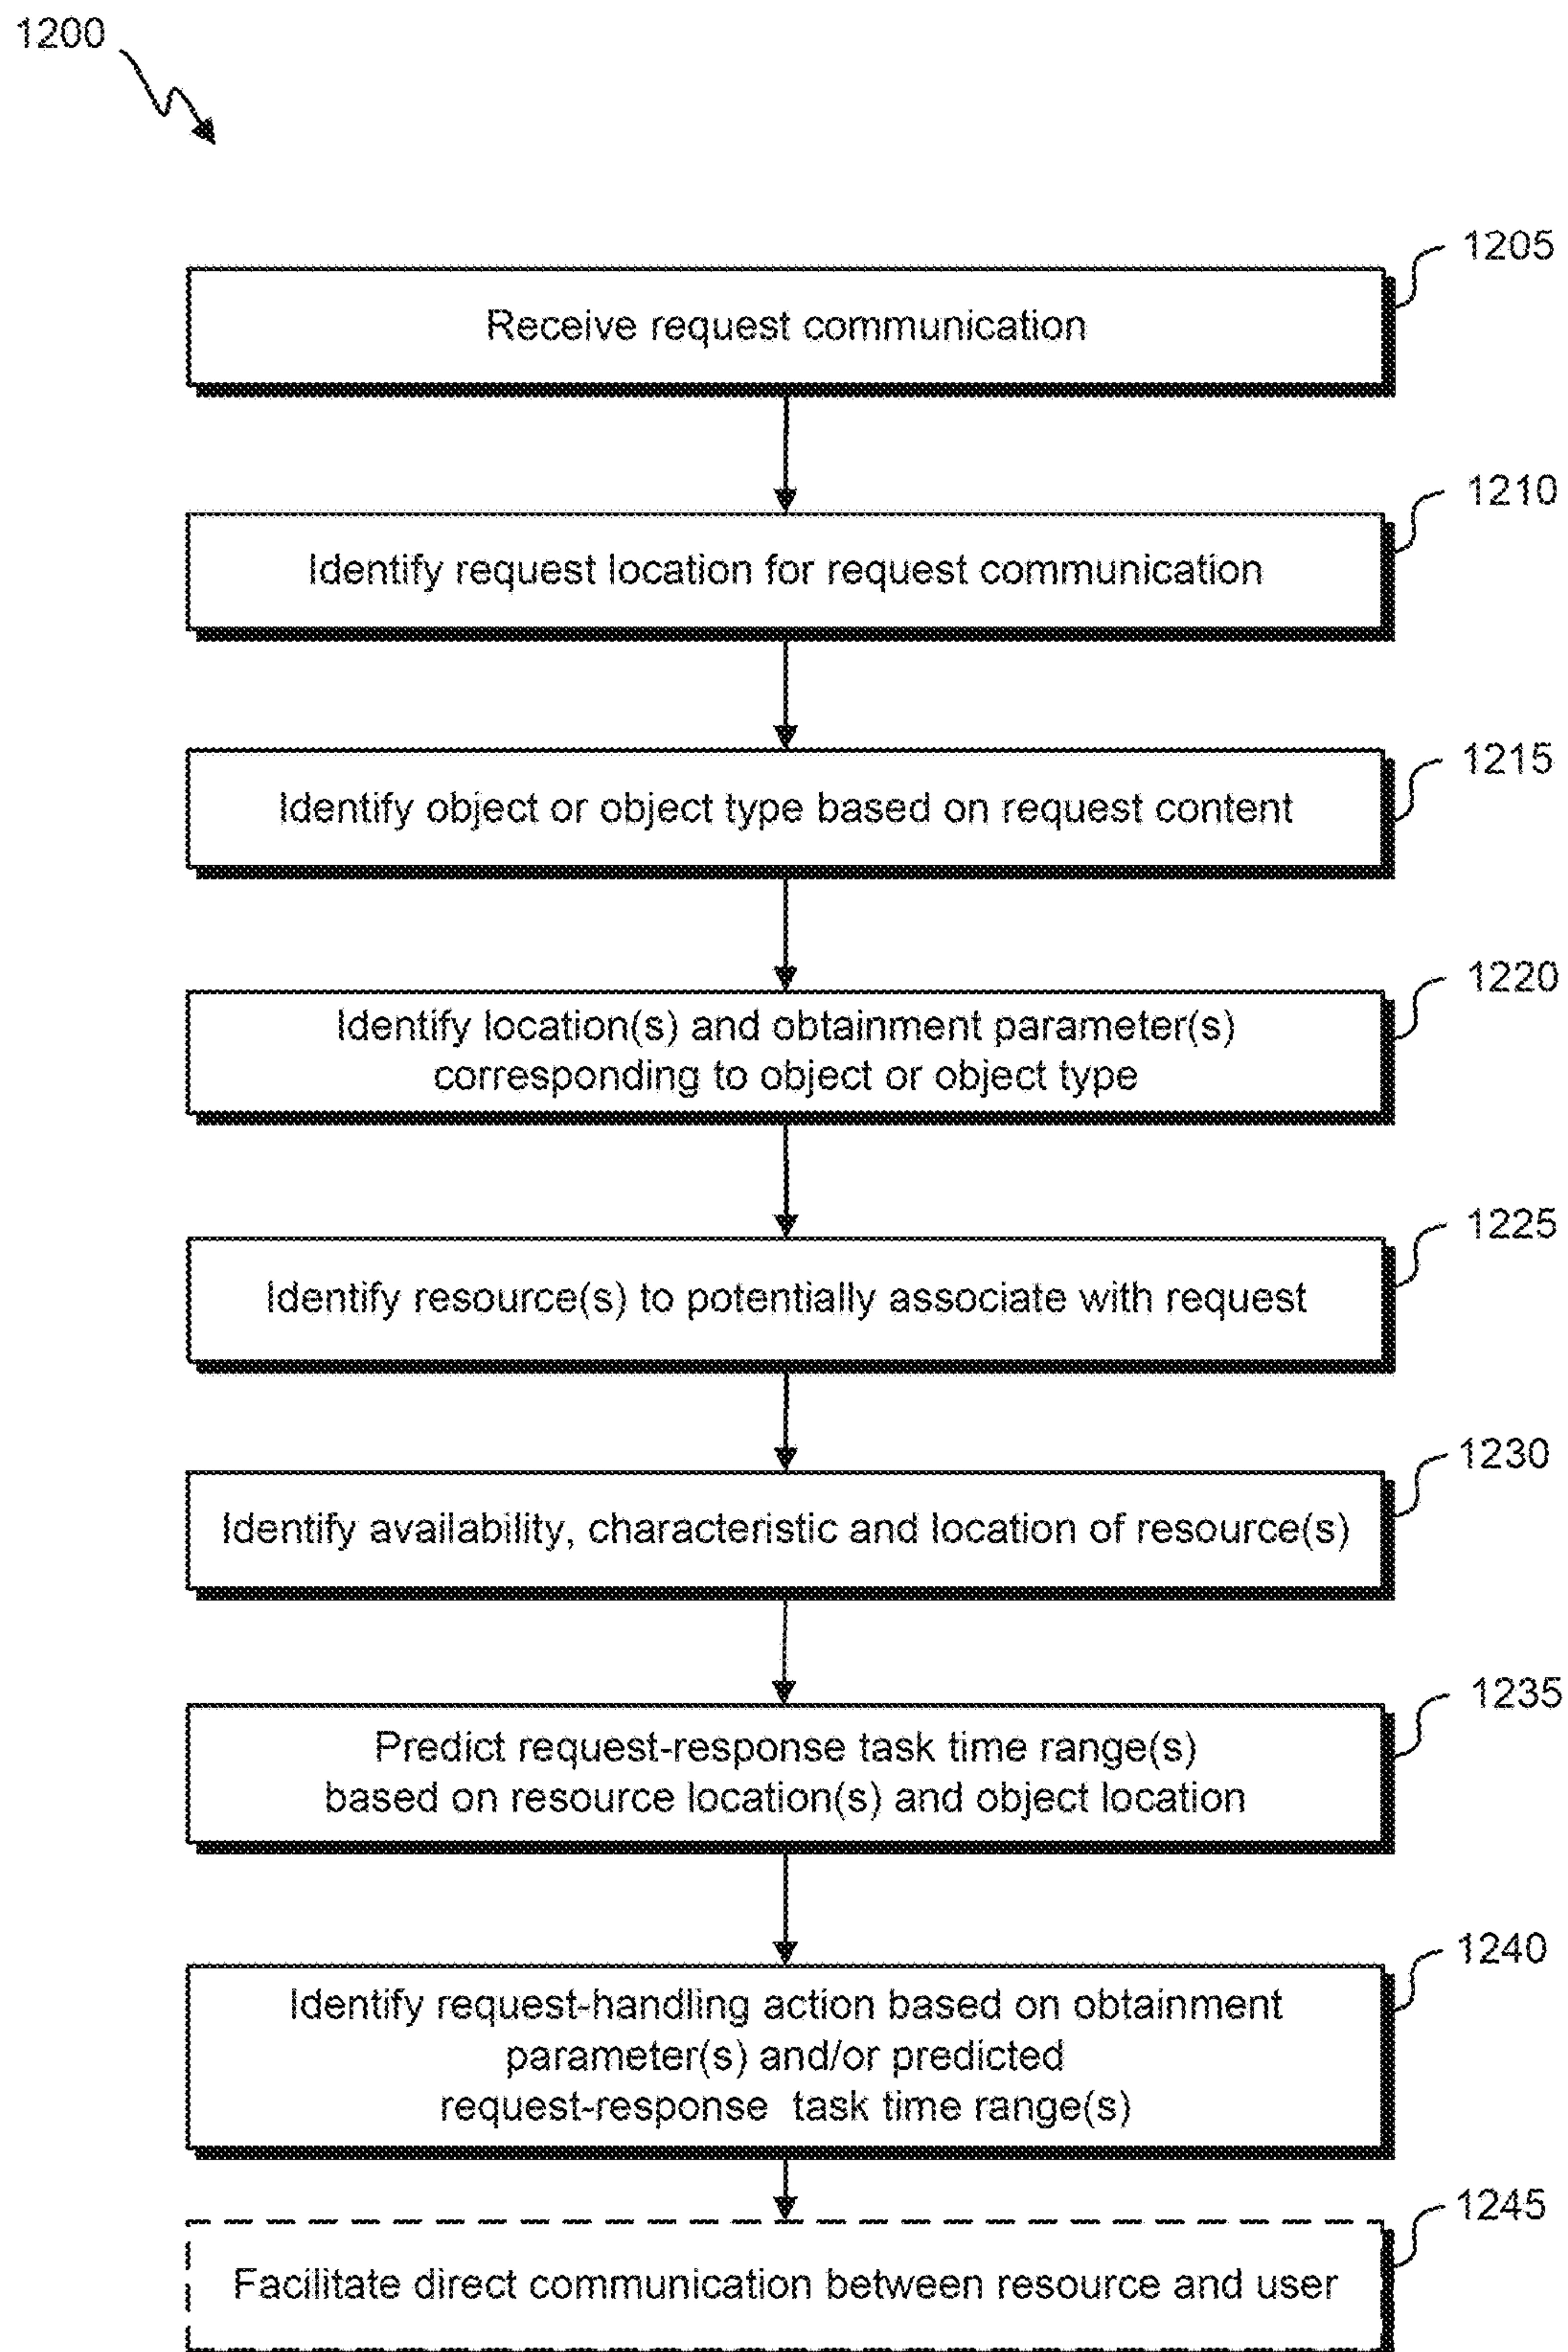 1200
1205
Receive request communication
1210
Identify request location for request communication
1215
Identify object or object type based on request content
1220
Identify location(s) and obtainment parameter(s)
corresponding to object or object type
1225
Identify resource(s) to potentially associate with request
1230
Identify availability, characteristic and location of resource(s)
1235
Predict request-response task time range(s)
based on resource location(s) and object location
1240
Identify request-handling action based on obtainment
parameter(s) and/or predicted
request-response task time range(s)
1245
Facilitate direct communication between resource and user